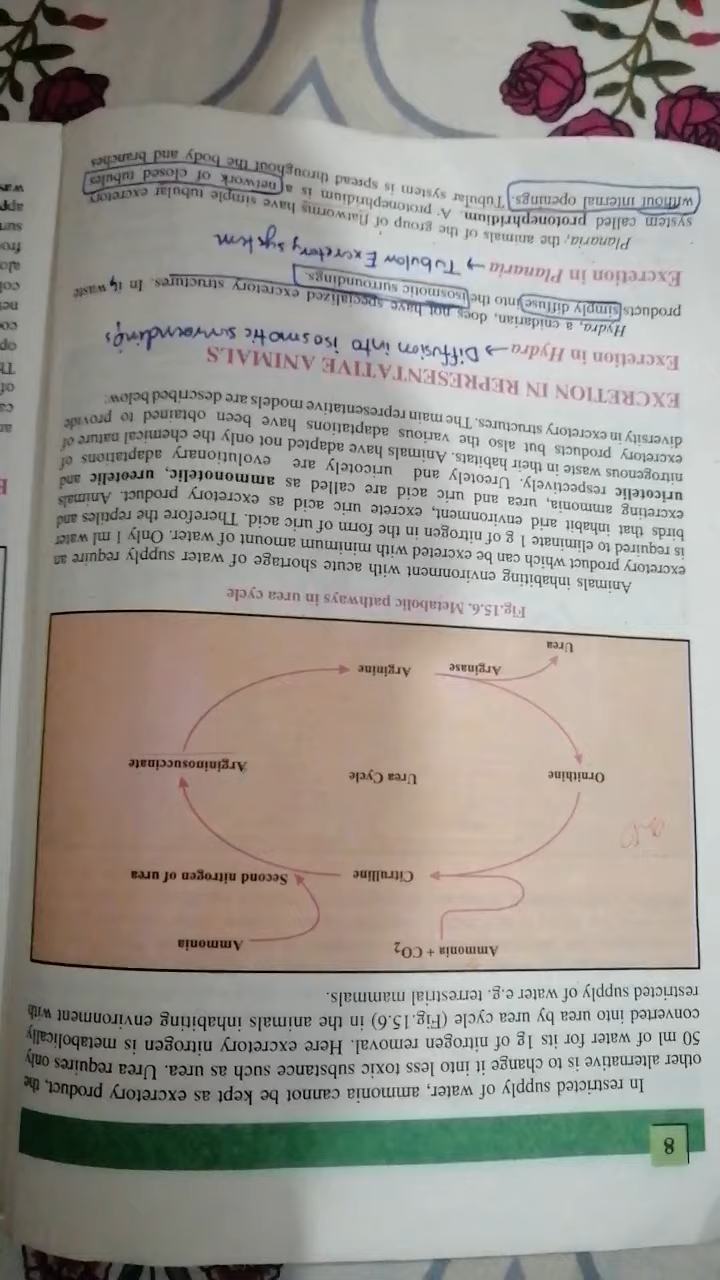 8
In restricted supply of water, ammonia cannot be kept as excretory product, the
other alternative is to change it into less toxic substance such as urea. Urea requires only
50 ml of water for its 1g of nitrogen removal. Here excretory nitrogen is metabolically
converted into urea by urea cycle (Fig.15.6) in the animals inhabiting environment with
restricted supply of water e.g. terrestrial mammals.
Ammonia + CO2
Ammonia
Citrulline
Second nitrogen of urea
Ornithine
Urea Cycle
Argininosuccinate
Arginase
Arginine
Urea
Fig.15.6. Metabolic pathways in urea cycle
Animals inhabiting environment with acute shortage of water supply require an
excretory product which can be excreted with minimum amount of water. Only 1 ml water
is required to eliminate 1 g of nitrogen in the form of uric acid. Therefore the reptiles and
birds that inhabit arid environment, excrete uric acid as excretory product. Animals
excreting ammonia, urea and uric acid are called as ammonotelic, ureotelic and
uricotelic respectively. Ureotely and uricotely are evolutionary adaptations of
nitrogenous waste in their habitats. Animals have adapted not only the chemical nature of
excretory products but also the various adaptations have been obtained to provide
diversity in excretory structures. The main representative models are described below:
EXCRETION IN REPRESENTATIVE ANIMALS
Excretion in Hydra → Diffusion into isosmotic surroundings
Hydra, a cnidarian, does not have specialized excretory structures. In it waste
products simply diffuse into the isosmotic surroundings.
Excretion in Planaria → Tubular Excretory system
Planaria, the animals of the group of flatworms have simple tubular excretory
system called protonephridium. A protonephridium is a network of closed tubules
without internal openings. Tubular system is spread throughout the body and branches